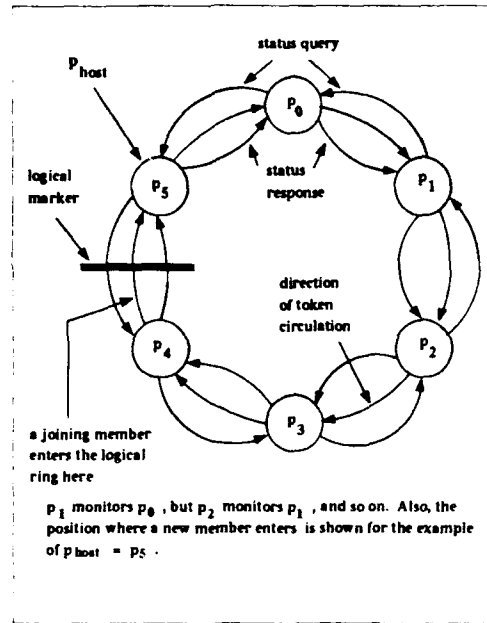 status query
P host
P0
logical
marker
P5
status
response
P1
direction
of token
circulation
P4
P2
P3
a joining member
enters the logical
ring here
P1 monitors P0 , but P2 monitors P1 , and so on. Also, the
position where a new member enters is shown for the example
of P host = P5 .